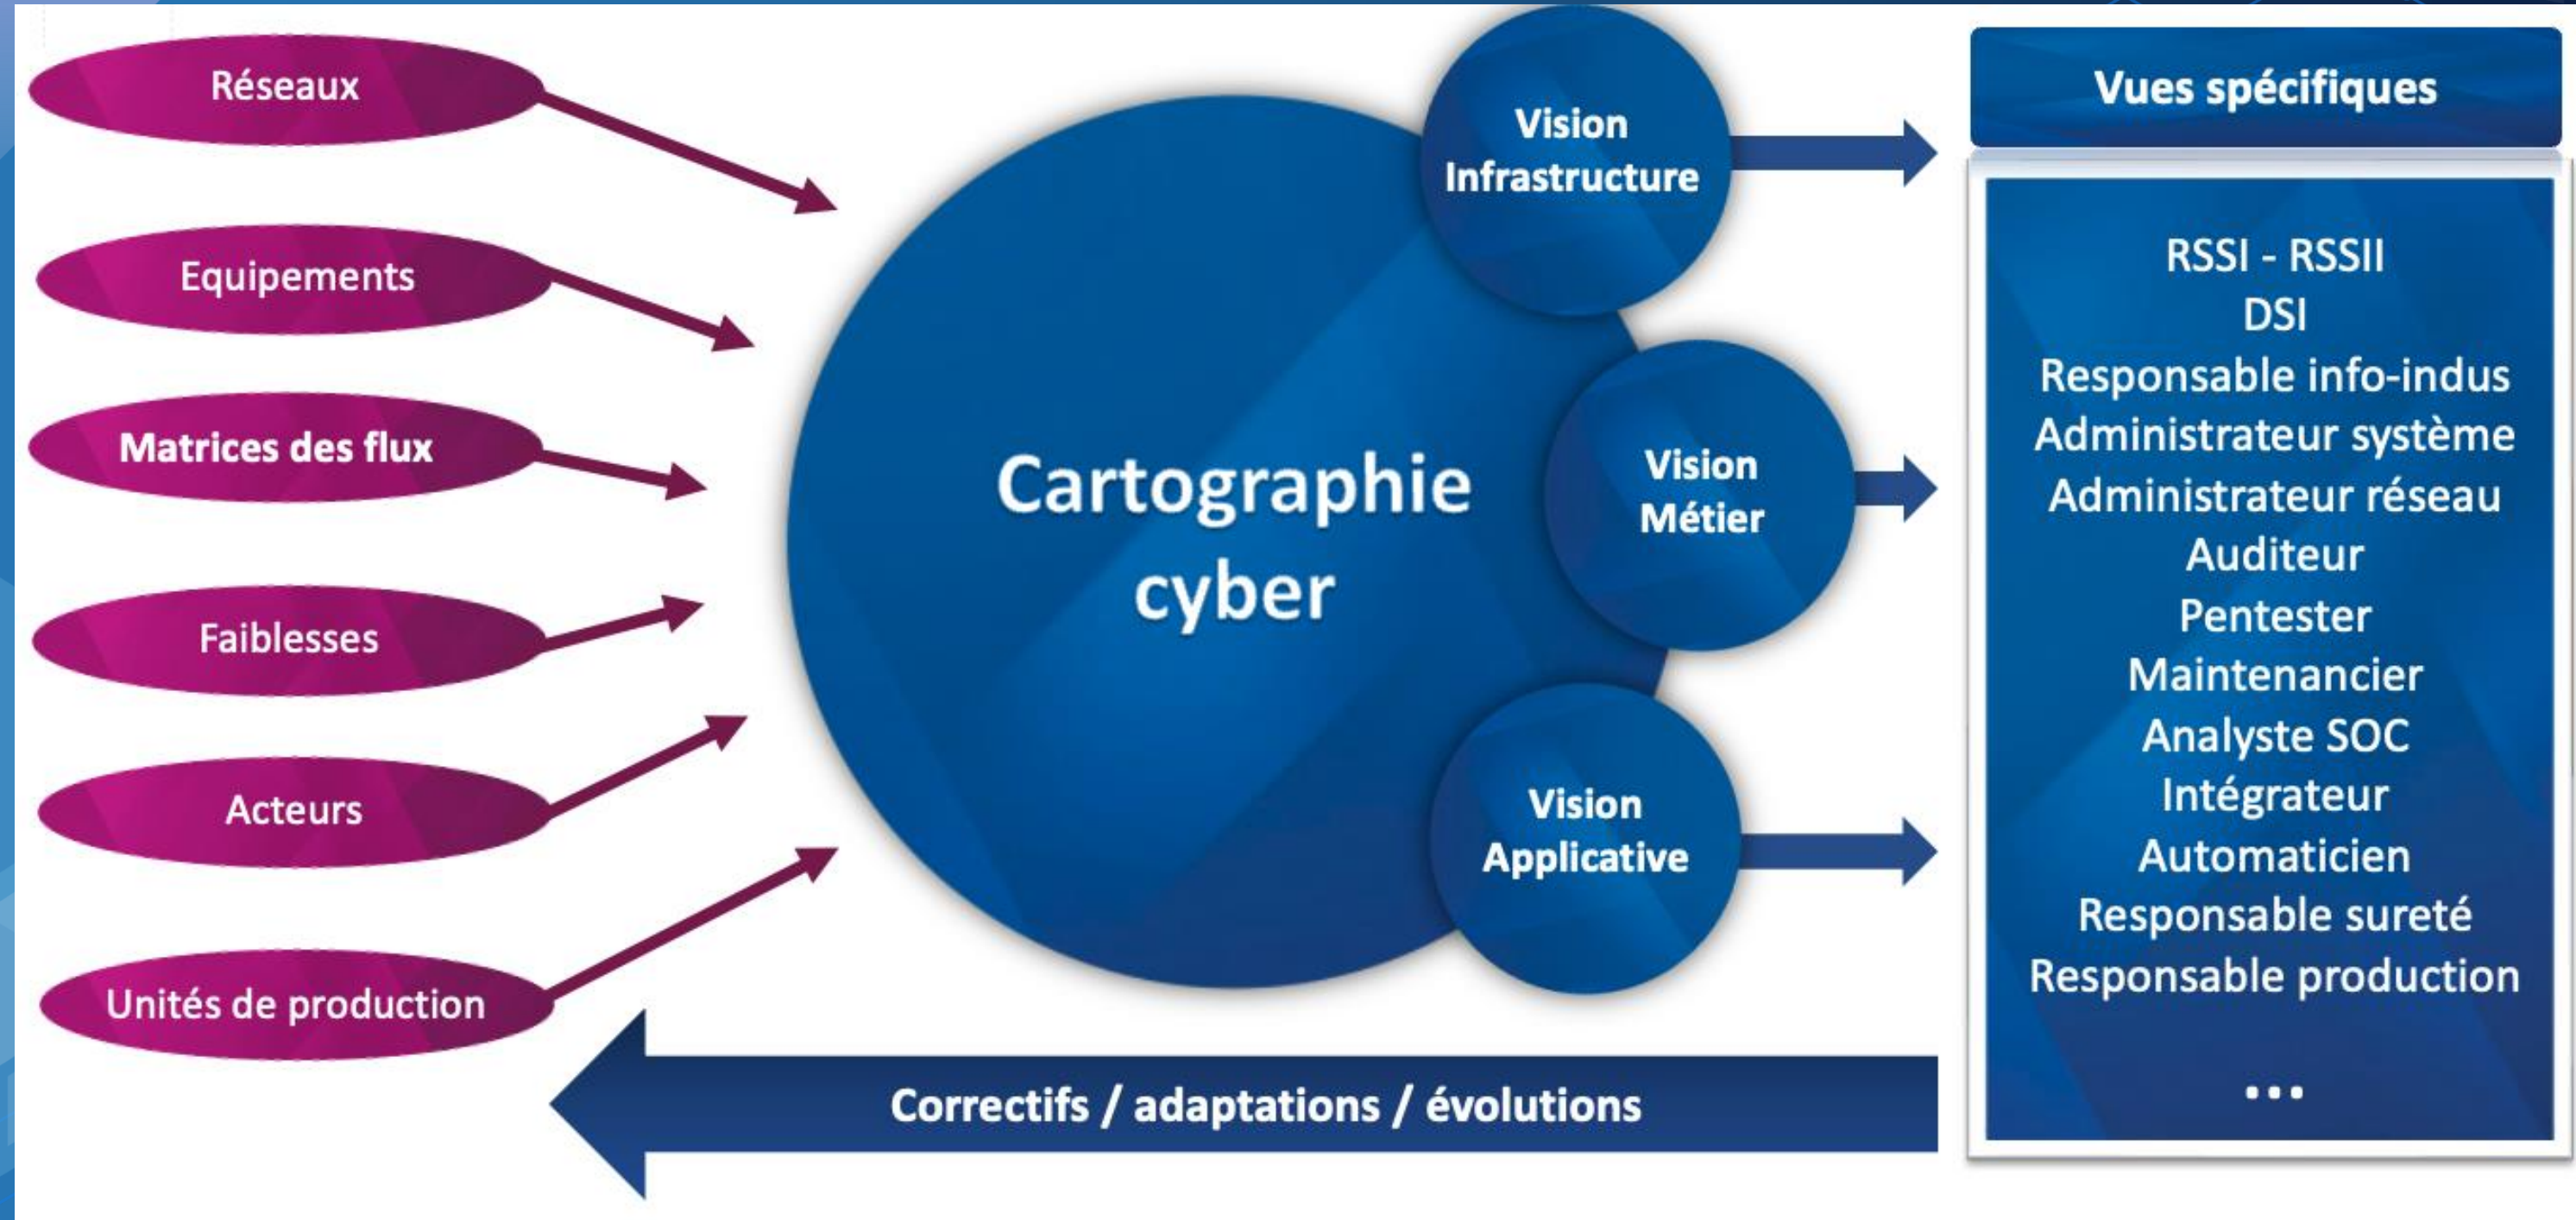 Réseaux
Equipements
Matrices des flux
Faiblesses
Acteurs
Unités de production
Cartographie
cyber
Vision
Infrastructure
Vision
Métier
Vision
Applicative
Correctifs / adaptations / évolutions
Vues spécifiques
RSSI - RSSII
DSI
Responsable info-indus
Administrateur système
Administrateur réseau
Auditeur
Pentester
Maintenancier
Analyste SOC
Intégrateur
Automaticien
Responsable sureté
Responsable production
...